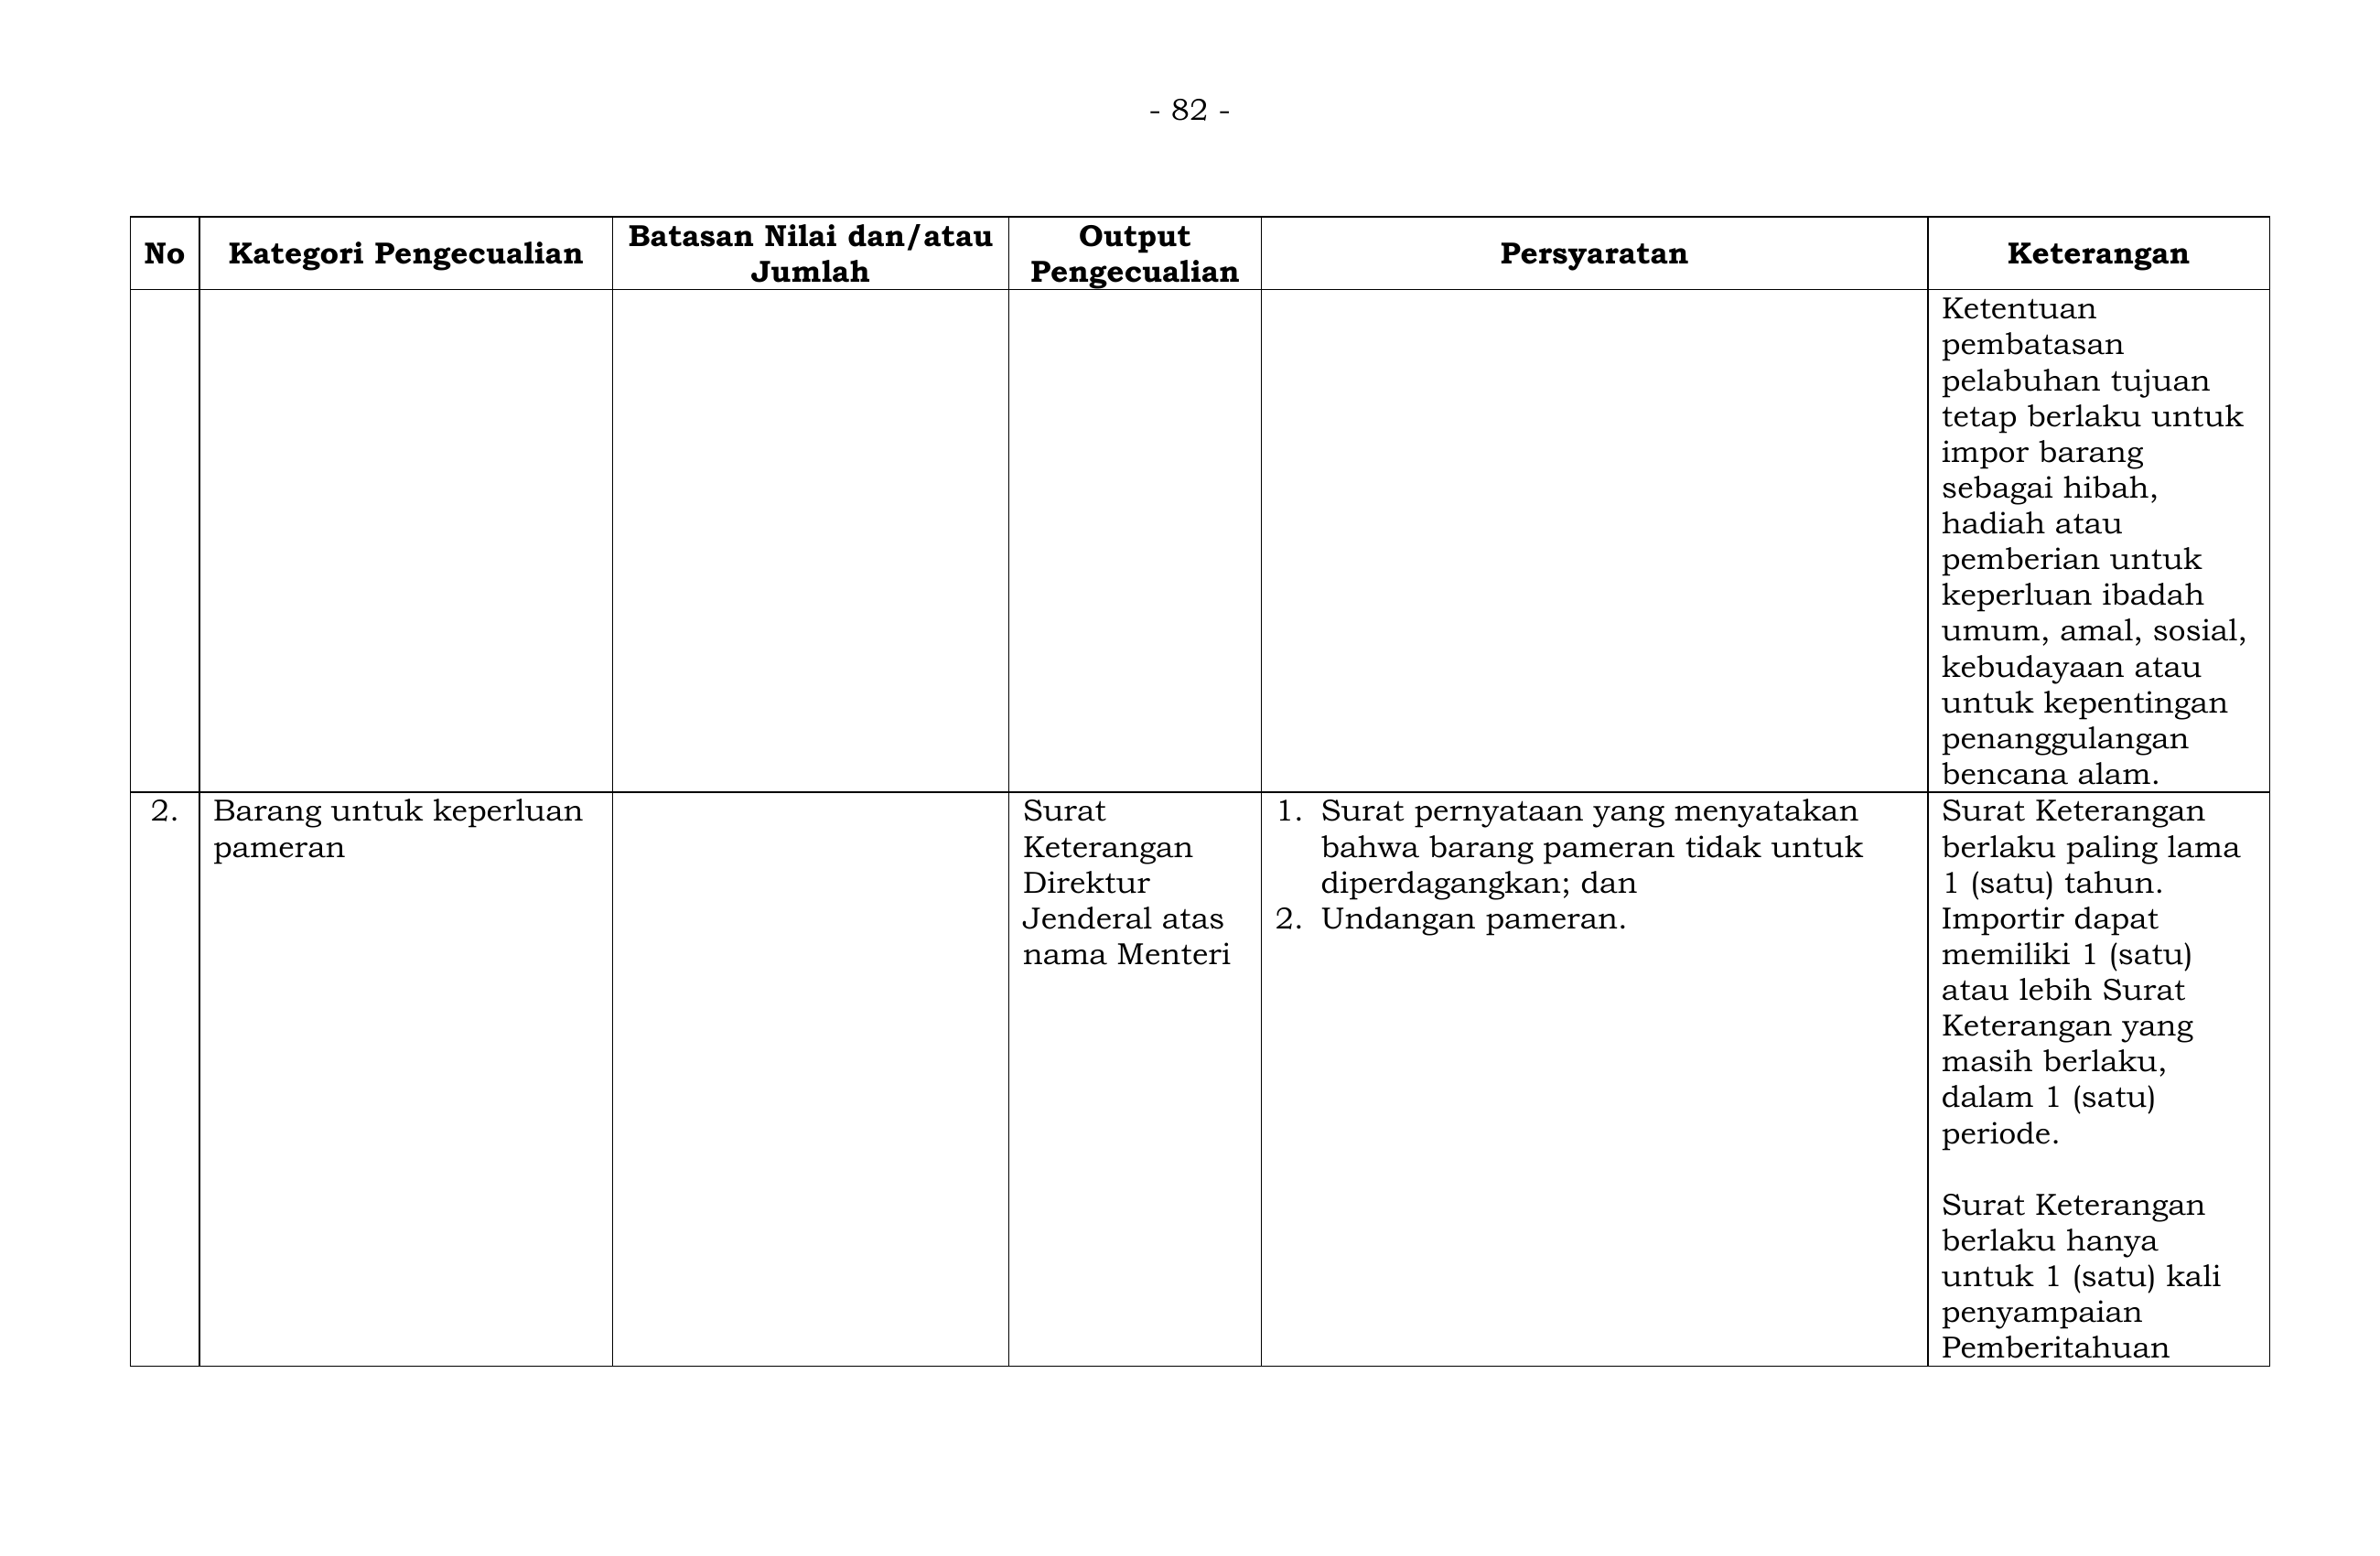 - 82 -
No
Kategori Pengecualian
Batasan Nilai dan/atau
Jumlah
Output
Pengecualian
Persyaratan
Keterangan
Ketentuan
pembatasan
pelabuhan tujuan
tetap berlaku untuk
impor barang
sebagai hibah,
hadiah atau
pemberian untuk
keperluan ibadah
umum, amal, sosial,
kebudayaan atau
untuk kepentingan
penanggulangan
bencana alam.
2.
Barang untuk keperluan
pameran
Surat
Keterangan
Direktur
Jenderal atas
nama Menteri
1. Surat pernyataan yang menyatakan
bahwa barang pameran tidak untuk
diperdagangkan; dan
2. Undangan pameran.
Surat Keterangan
berlaku paling lama
1 (satu) tahun.
Importir dapat
memiliki 1 (satu)
atau lebih Surat
Keterangan yang
masih berlaku,
dalam 1 (satu)
periode.
Surat Keterangan
berlaku hanya
untuk 1 (satu) kali
penyampaian
Pemberitahuan